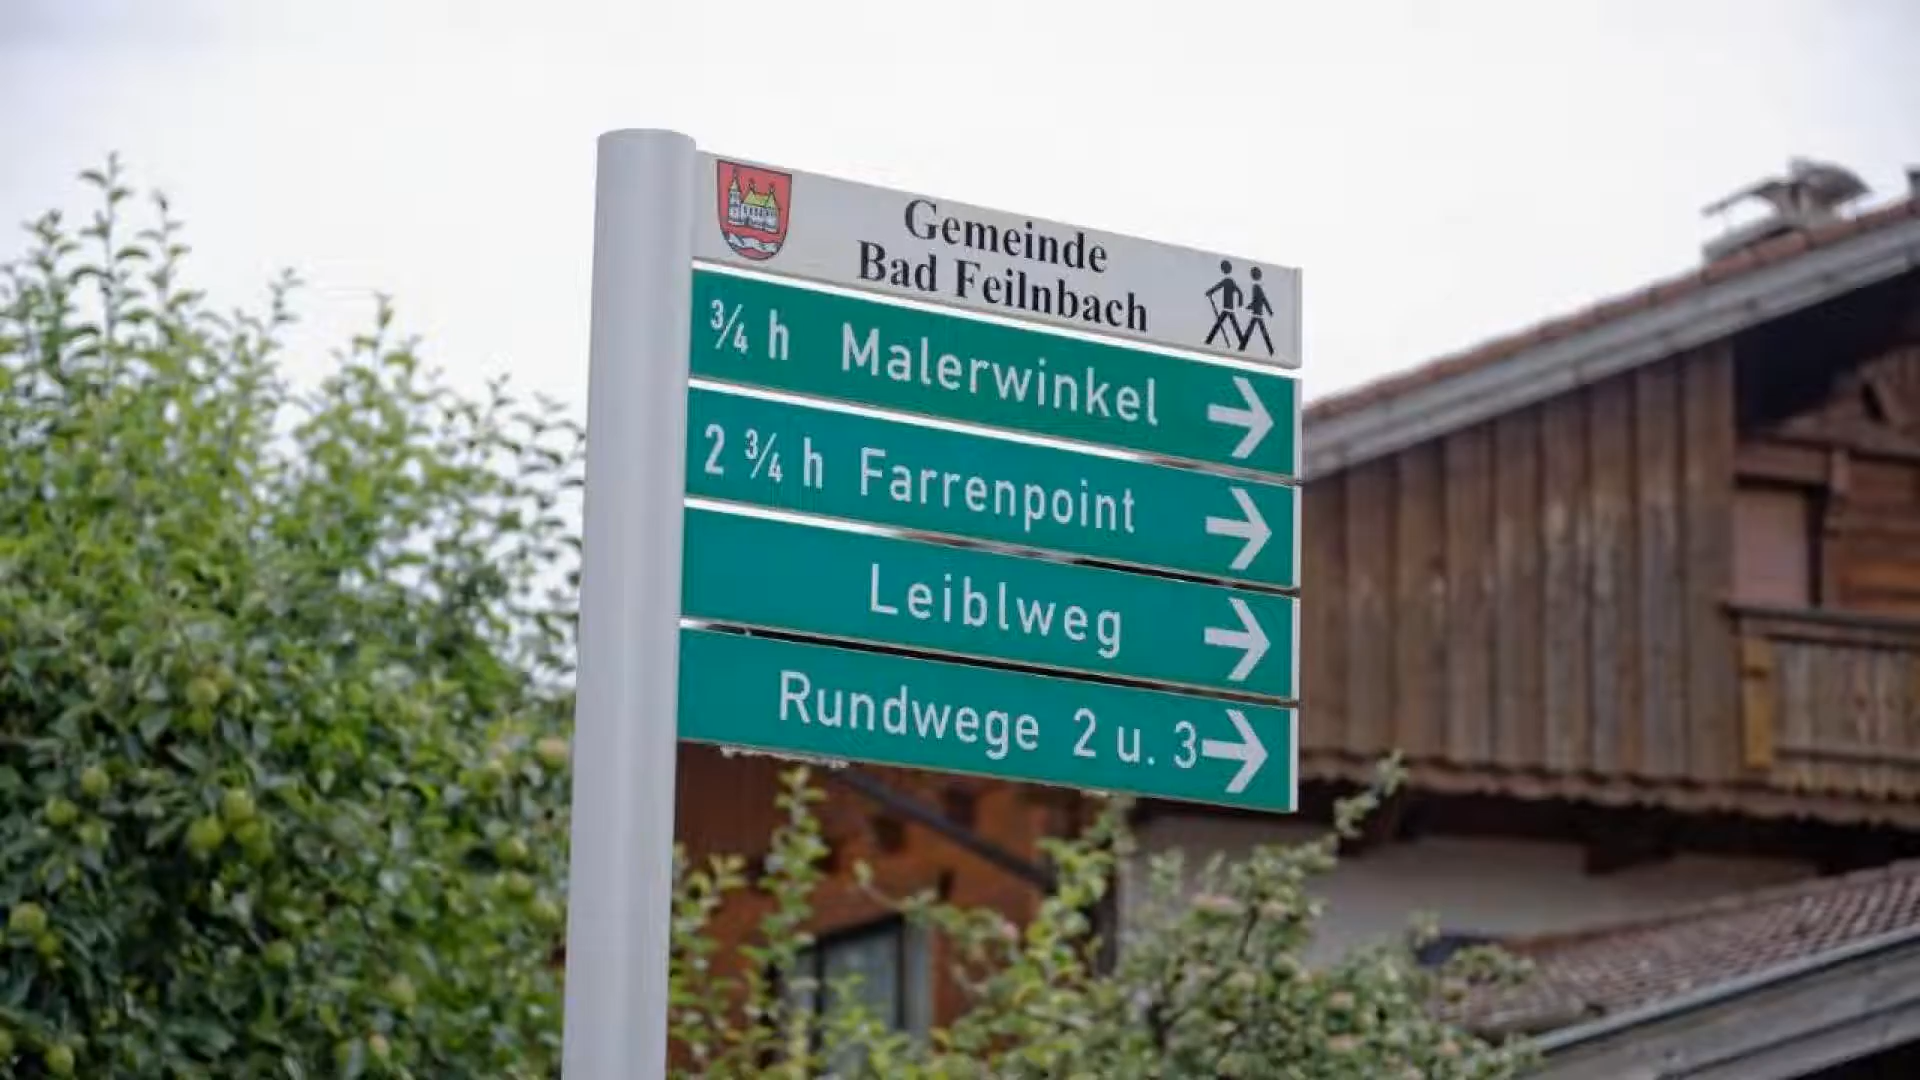 Gemeinde
Bad Feilnbach
¾ h Malerwinkel
2 ¾ h Farrenpoint
Leiblweg
Rundwege 2 u. 3